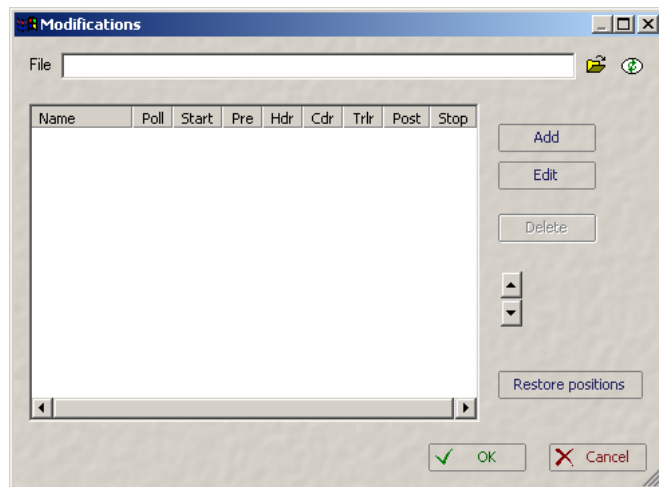 Modifications
File
Name Poll Start Pre Hdr Cdr Trlr Post Stop
Add
Edit
Delete
Restore positions
OK Cancel